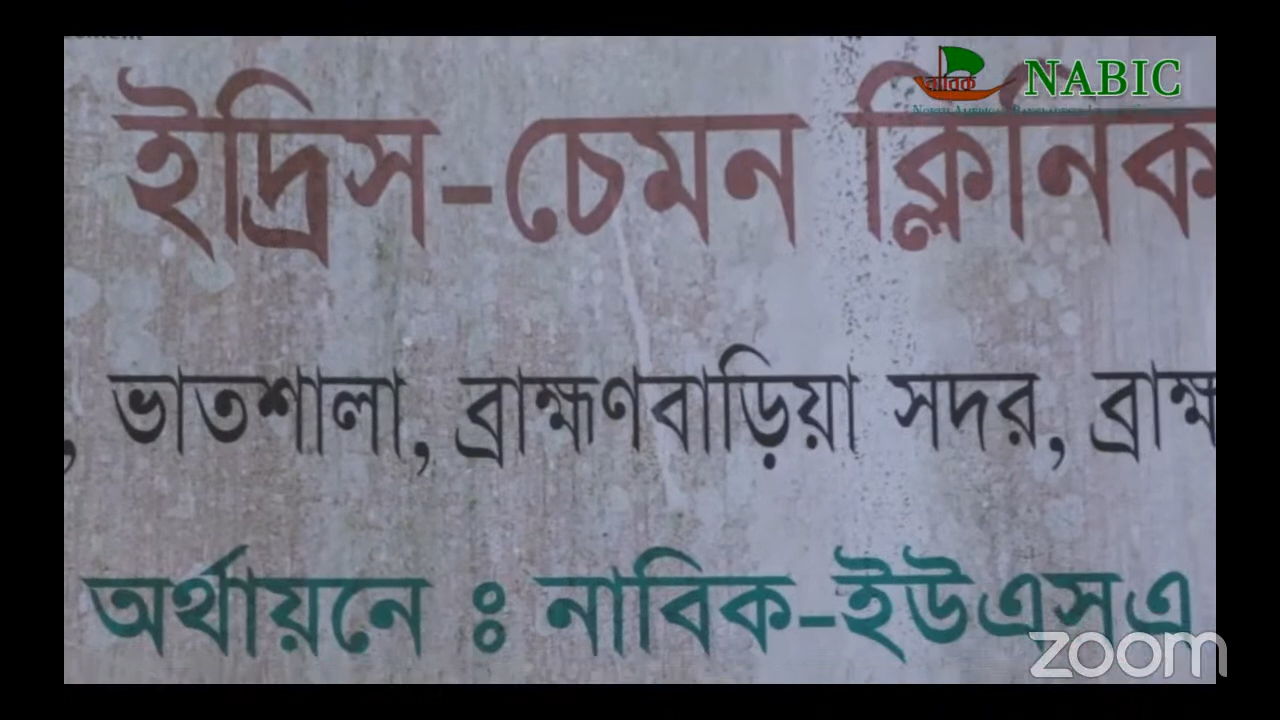 নাবিক NABIC
ইদ্রিস-চেমন ক্লিনিক
, ভাতশালা, ব্রাহ্মণবাড়িয়া সদর, ব্রাহ্ম
অর্থায়নে ঃ নাবিক-ইউএসএ
zoom